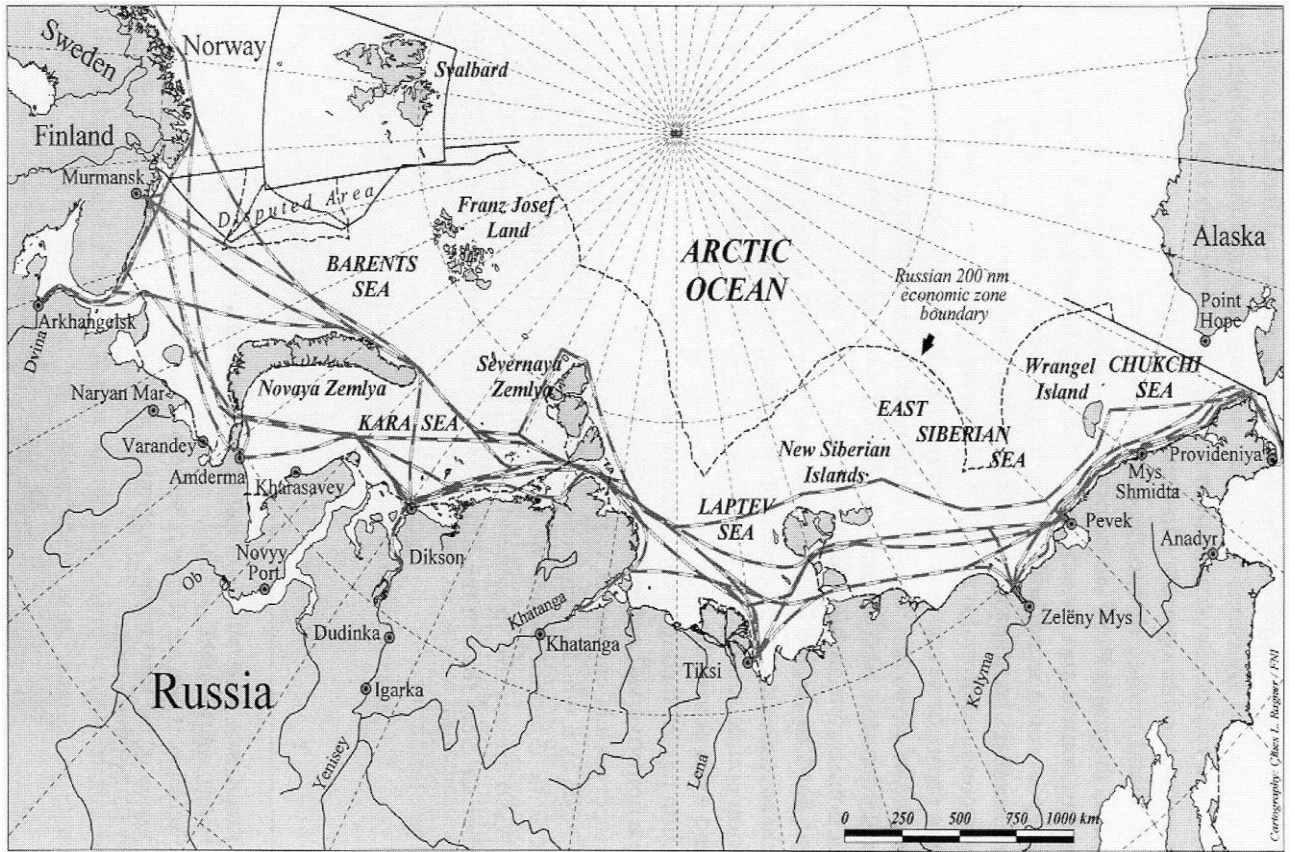 Sweden
Norway
Svalbard
Finland
Murmansk
Disputed Area
Franz Josef
Land
BARENTS
SEA
ARCTIC
OCEAN
Alaska
Russian 200 nm
economic zone
boundary
Point
Hope
Arkhangelsk
Dvina
Severnaya
Zemlya
Novaya Zemlya
Wrangel
Island
CHUKCHI
SEA
Naryan Mar
KARA SEA
EAST
SIBERIAN
SEA
Varandey
Amderma
New Siberian
Islands
Provideniya
Mys
Shmidta
Kharasavey
LAPTEV
SEA
Pevek
Anadyr
Dikson
Novyy
Port
Ob
Khatanga
Khatanga
Zelëny Mys
Dudinka
Tiksi
Kolyma
Russia
Igarka
Yenisey
Lena
0 250 500 750 1000 km
Cartography: Claes L. Ragner / FNI